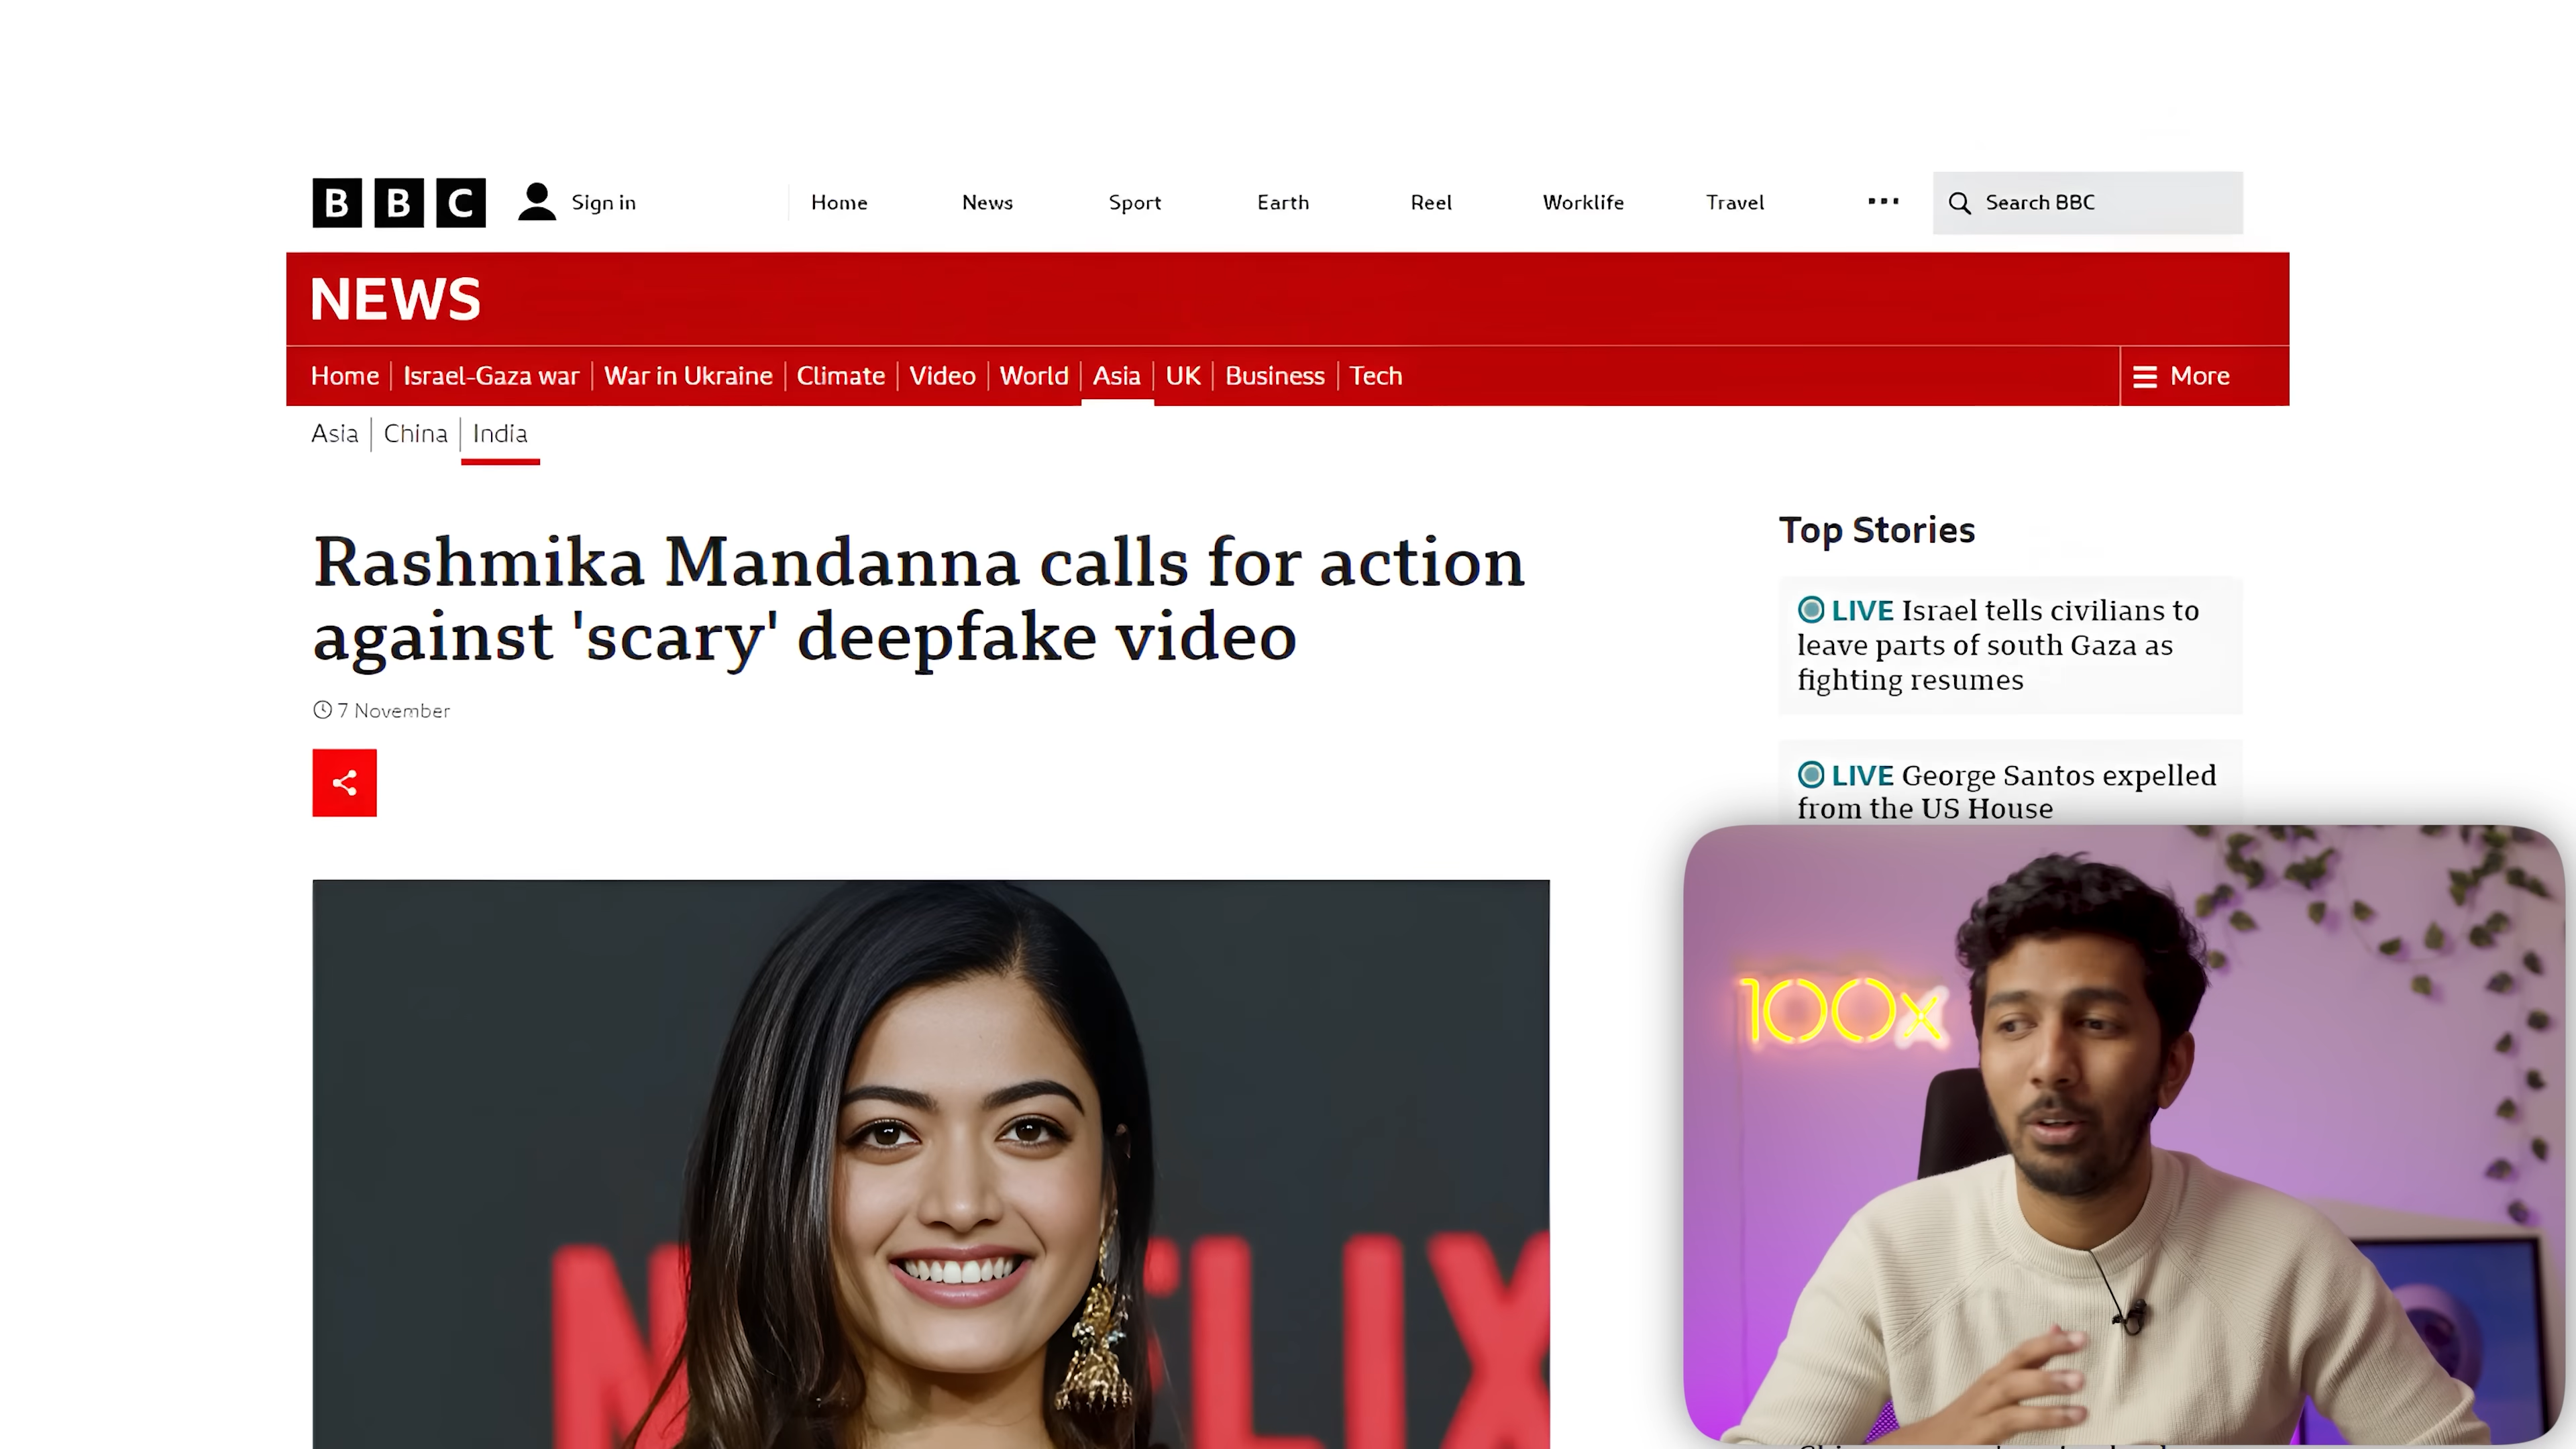 BBC Sign in Home News Sport Earth Reel Worklife Travel ... Search BBC
NEWS
Home Israel-Gaza war War in Ukraine Climate Video World Asia UK Business Tech More
Asia China India
Rashmika Mandanna calls for action
against 'scary' deepfake video
7 November
Top Stories
LIVE Israel tells civilians to
leave parts of south Gaza as
fighting resumes
LIVE George Santos expelled
from the US House
100x
N FLIX